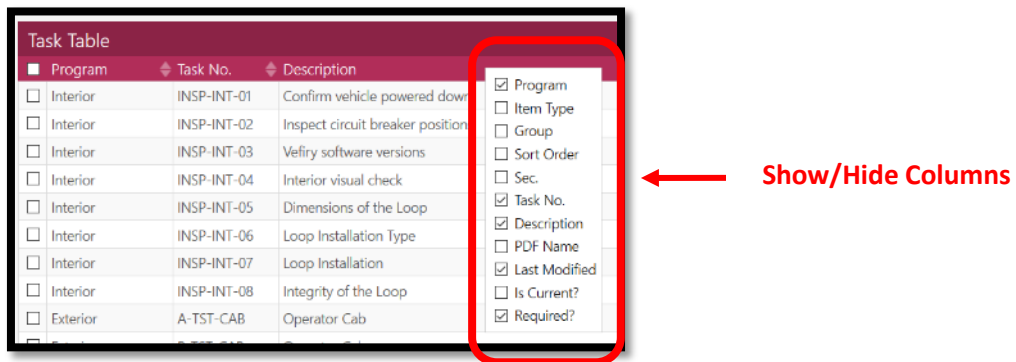 Task Table
Program Task No. Description
Interior INSP-INT-01 Confirm vehicle powered down
Interior INSP-INT-02 Inspect circuit breaker position
Interior INSP-INT-03 Vefiry software versions
Interior INSP-INT-04 Interior visual check
Interior INSP-INT-05 Dimensions of the Loop
Interior INSP-INT-06 Loop Installation Type
Interior INSP-INT-07 Loop Installation
Interior INSP-INT-08 Integrity of the Loop
Exterior A-TST-CAB Operator Cab
Program
Item Type
Group
Sort Order
Sec.
Task No.
Description
PDF Name
Last Modified
Is Current?
Required?
Show/Hide Columns